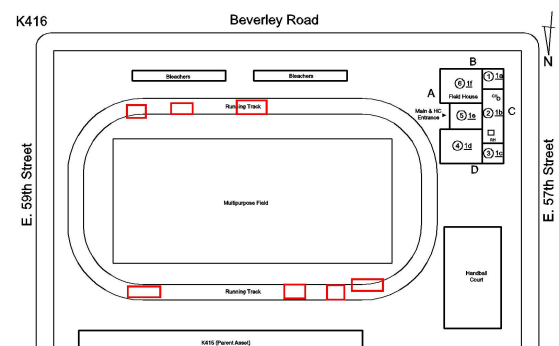 K416
Beverley Road
N
Bleachers
Bleachers
Running Track
B
A
C
D
6 1f
Field House
1 1a
2 1b
Main & HC
Entrance
5 1e
4 1d
RH
3 1c
E. 59th Street
E. 57th Street
Multipurpose Field
Handball
Court
Running Track
K415 (Parent Asset)